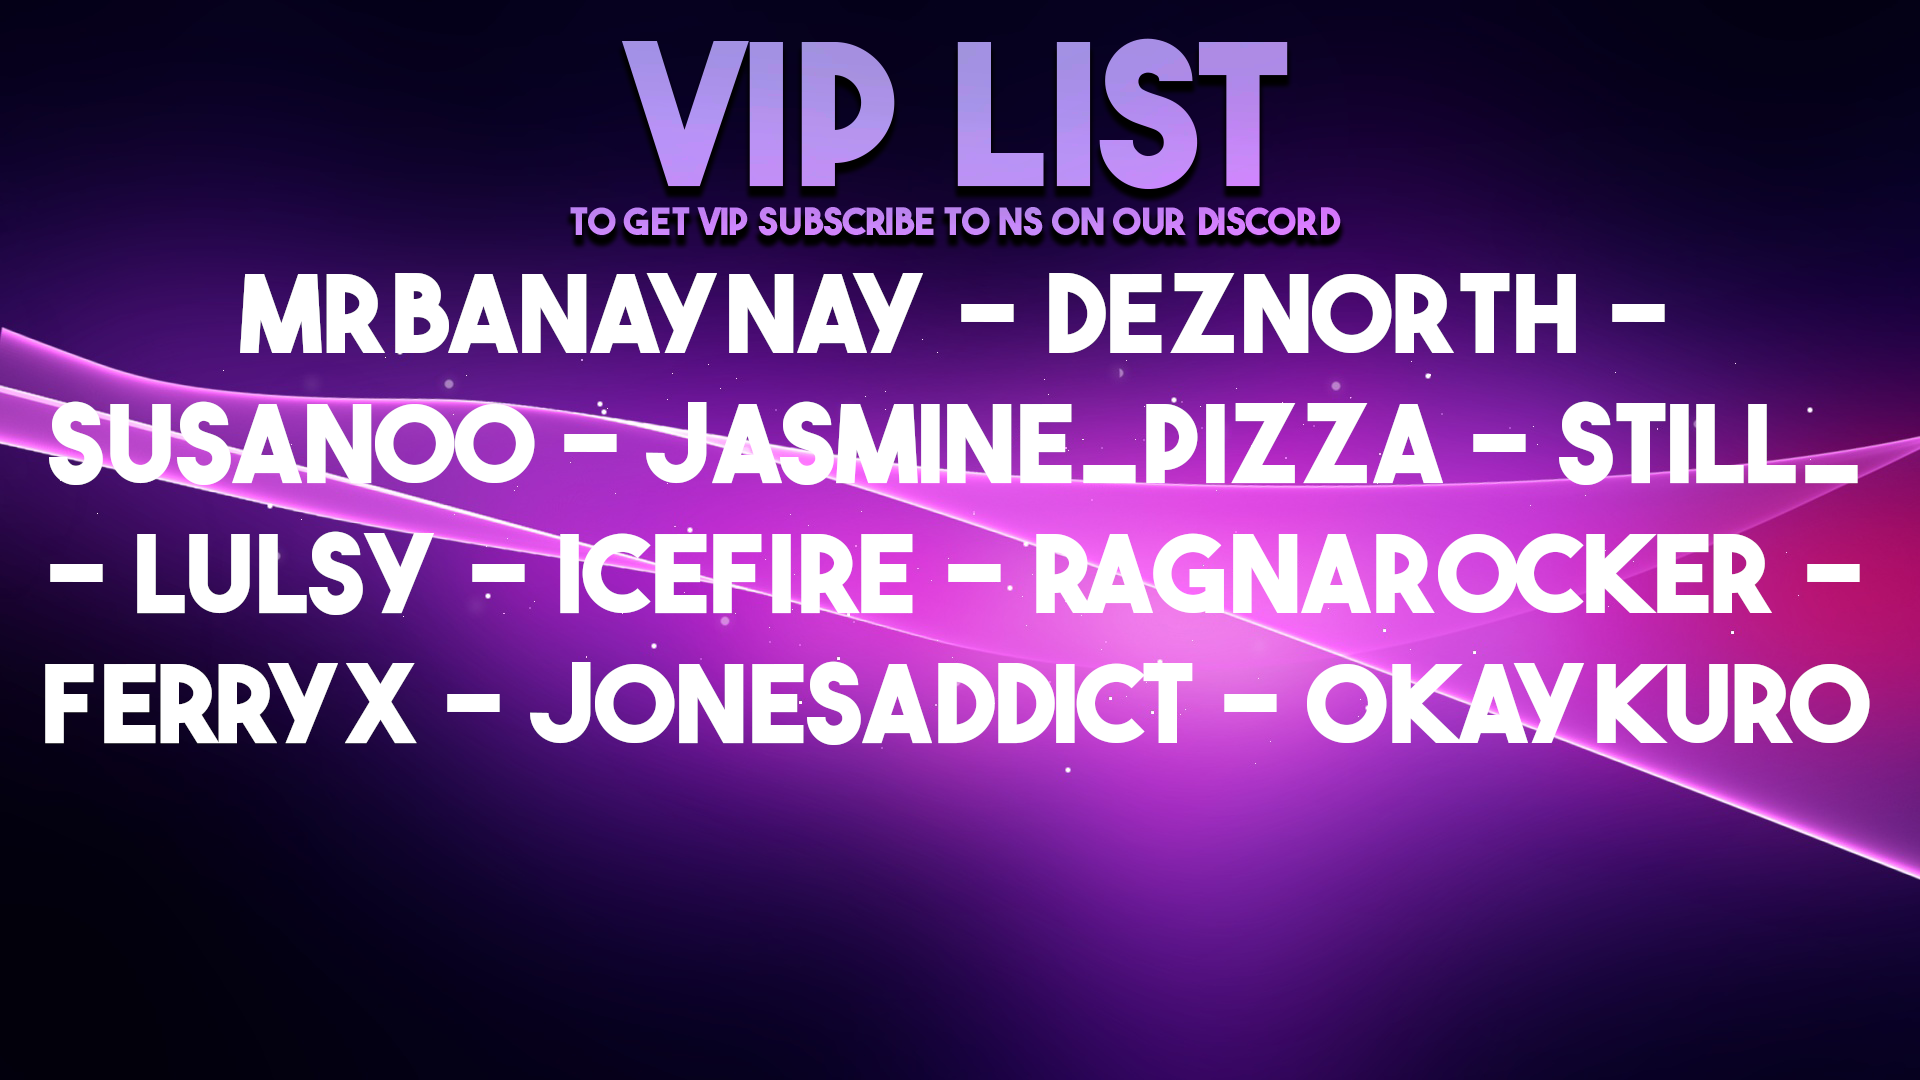 VIP LIST
TO GET VIP SUBSCRIBE TO NS ON OUR DISCORD
MRBANAYNAY - DEZNORTH -
SUSANOO - JASMINE_PIZZA - STILL_
- LULSY - ICEFIRE - RAGNAROCKER -
FERRYX - JONESADDICT - OKAYKURO